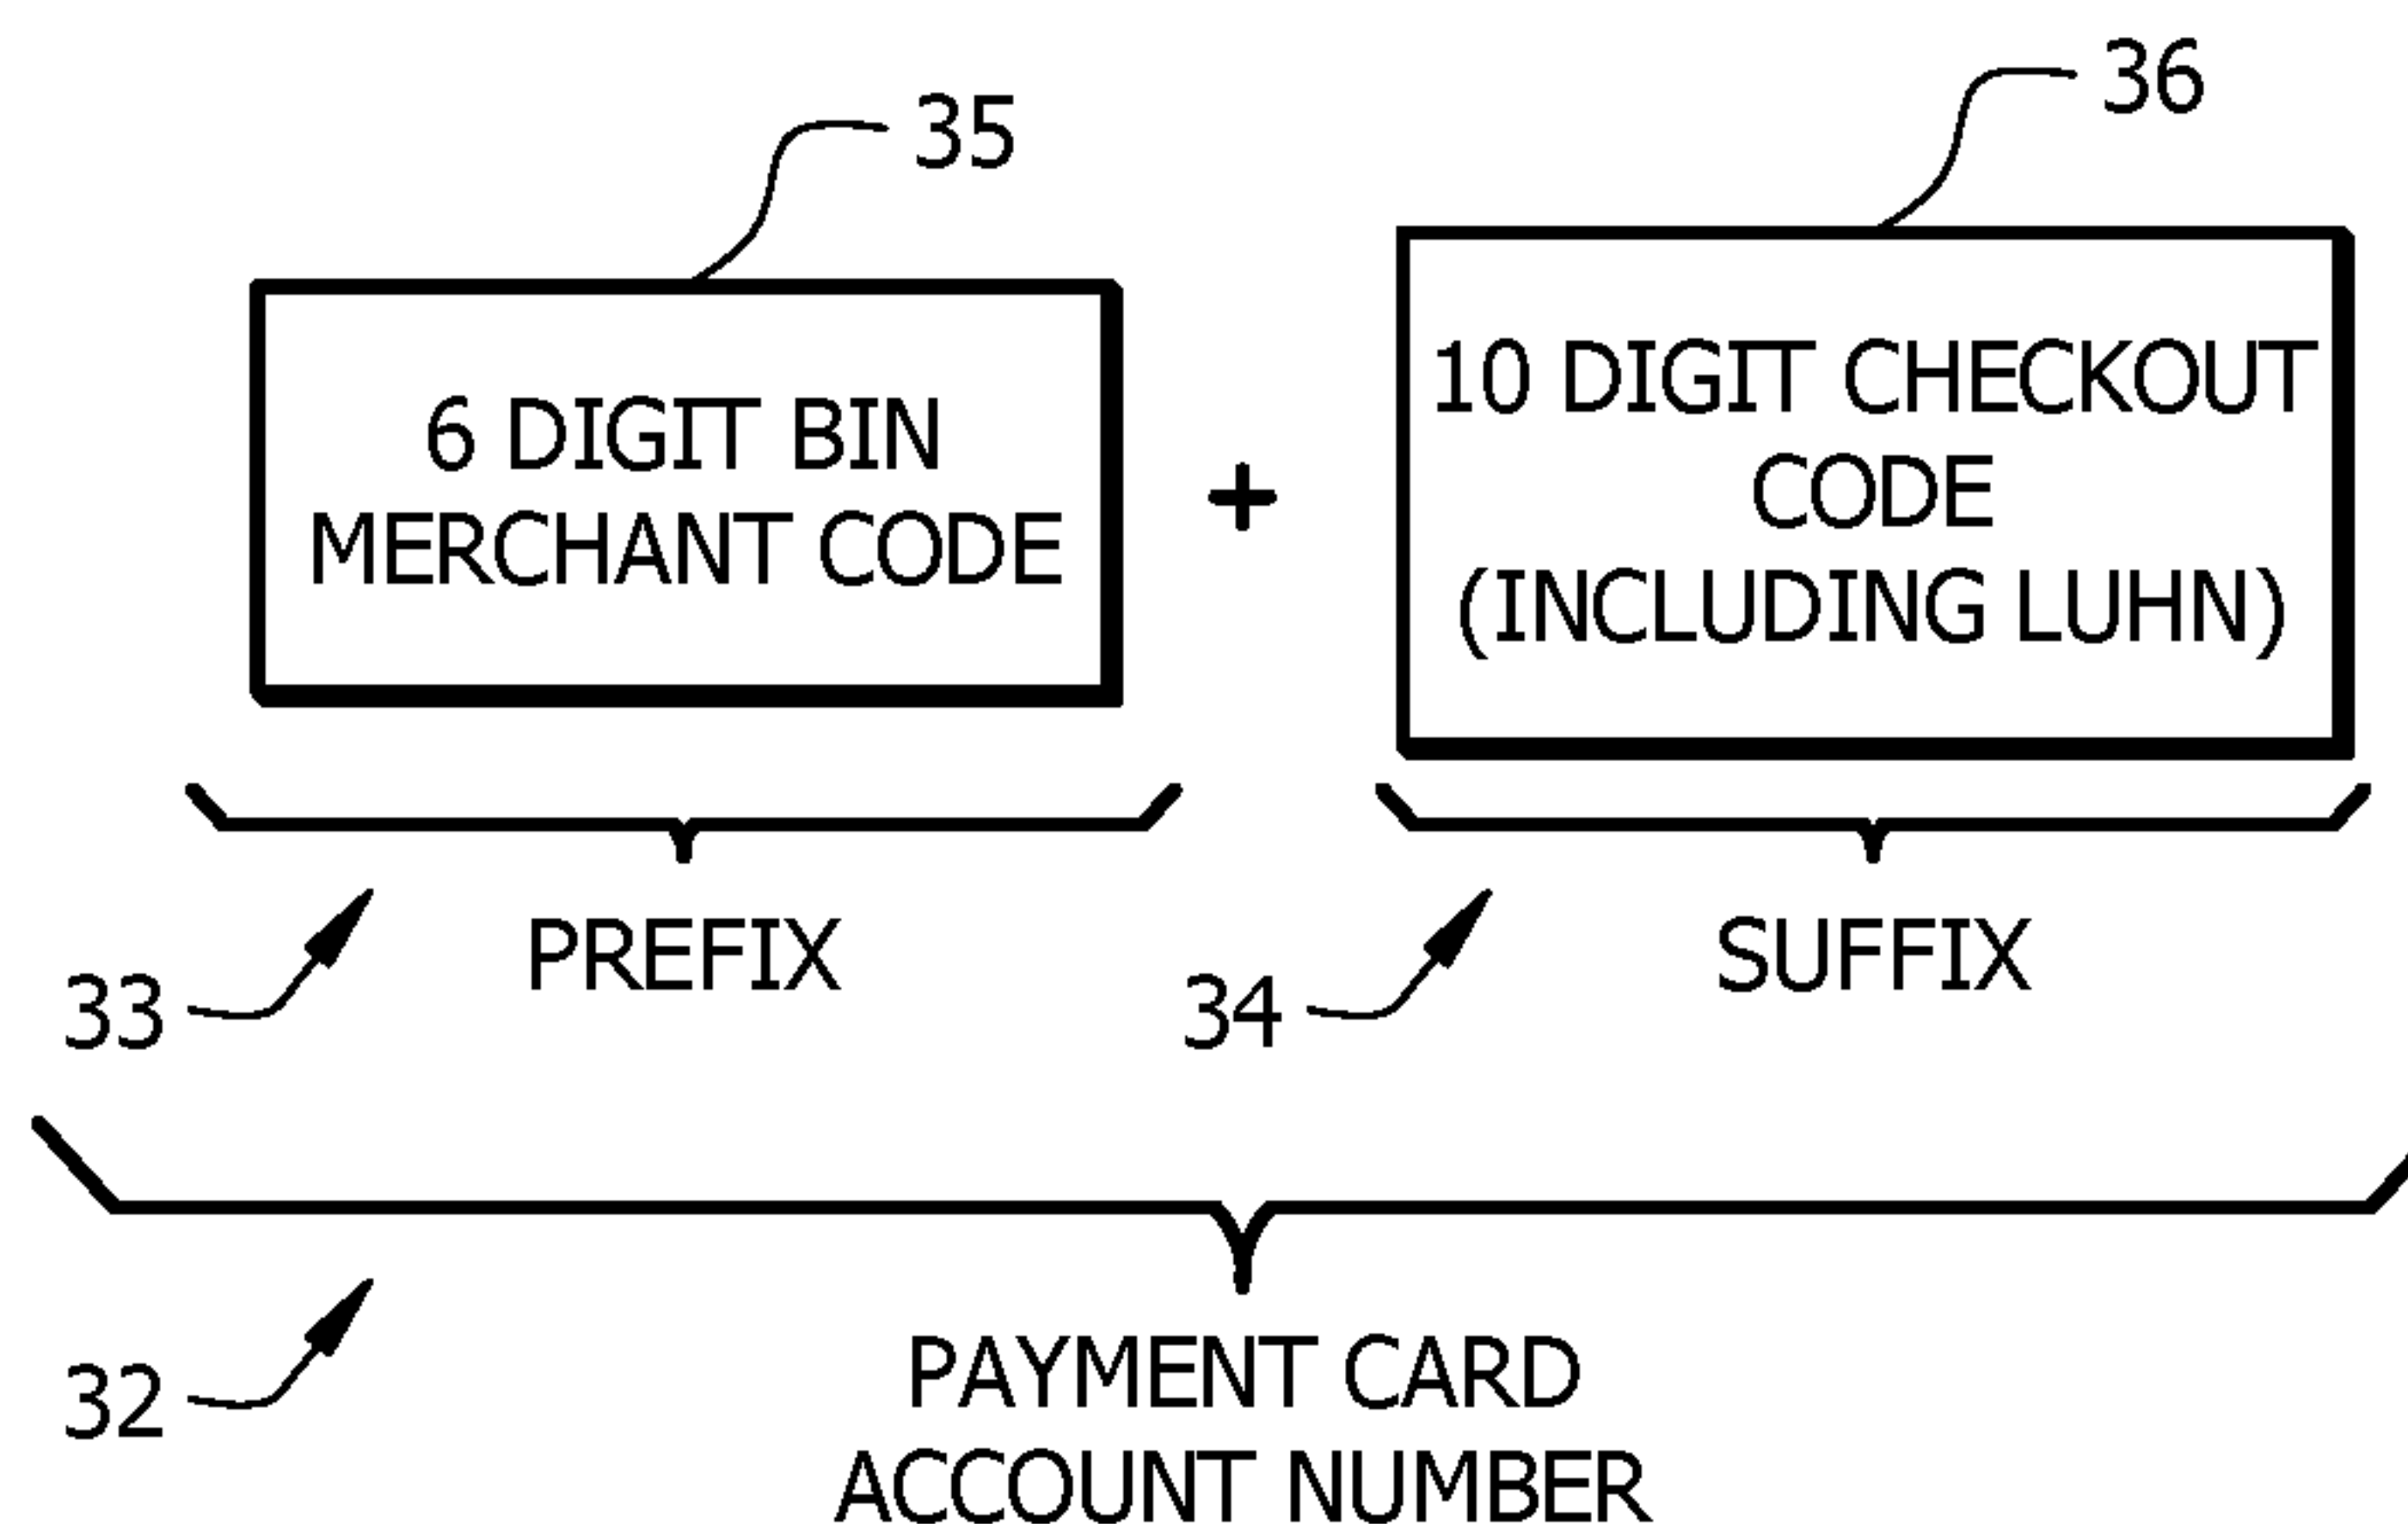 35
36
6 DIGIT BIN
MERCHANT CODE
+
10 DIGIT CHECKOUT
CODE
(INCLUDING LUHN)
33
PREFIX
34
SUFFIX
32
PAYMENT CARD
ACCOUNT NUMBER